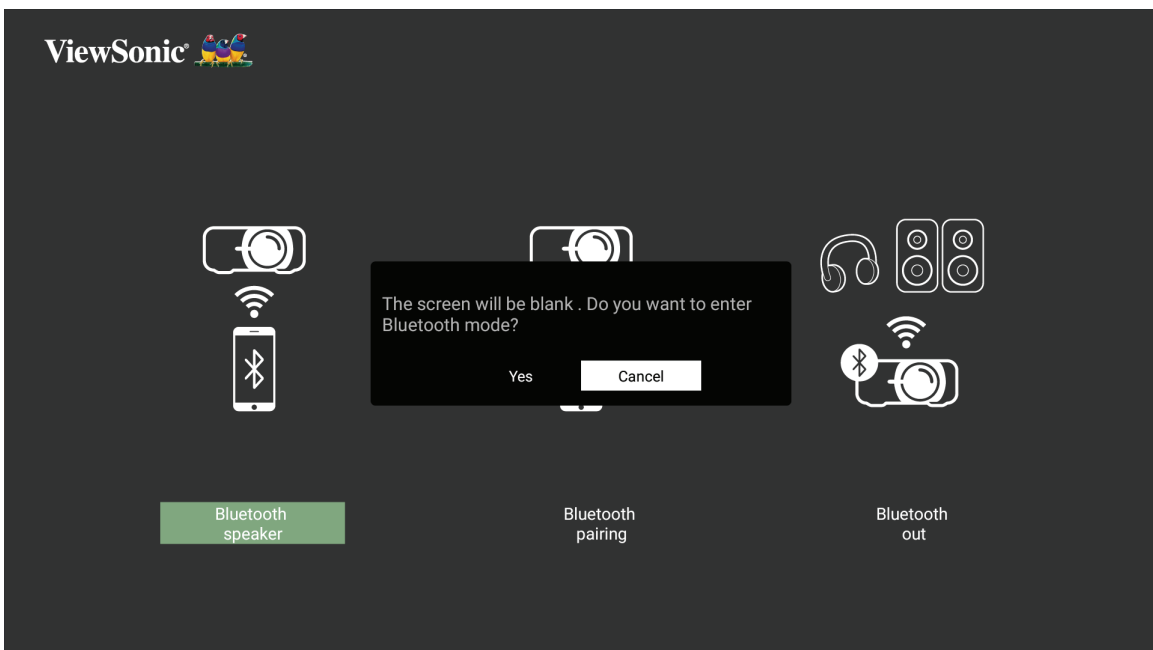 ViewSonic®
The screen will be blank . Do you want to enter
Bluetooth mode?
Yes Cancel
Bluetooth
speaker
Bluetooth
pairing
Bluetooth
out